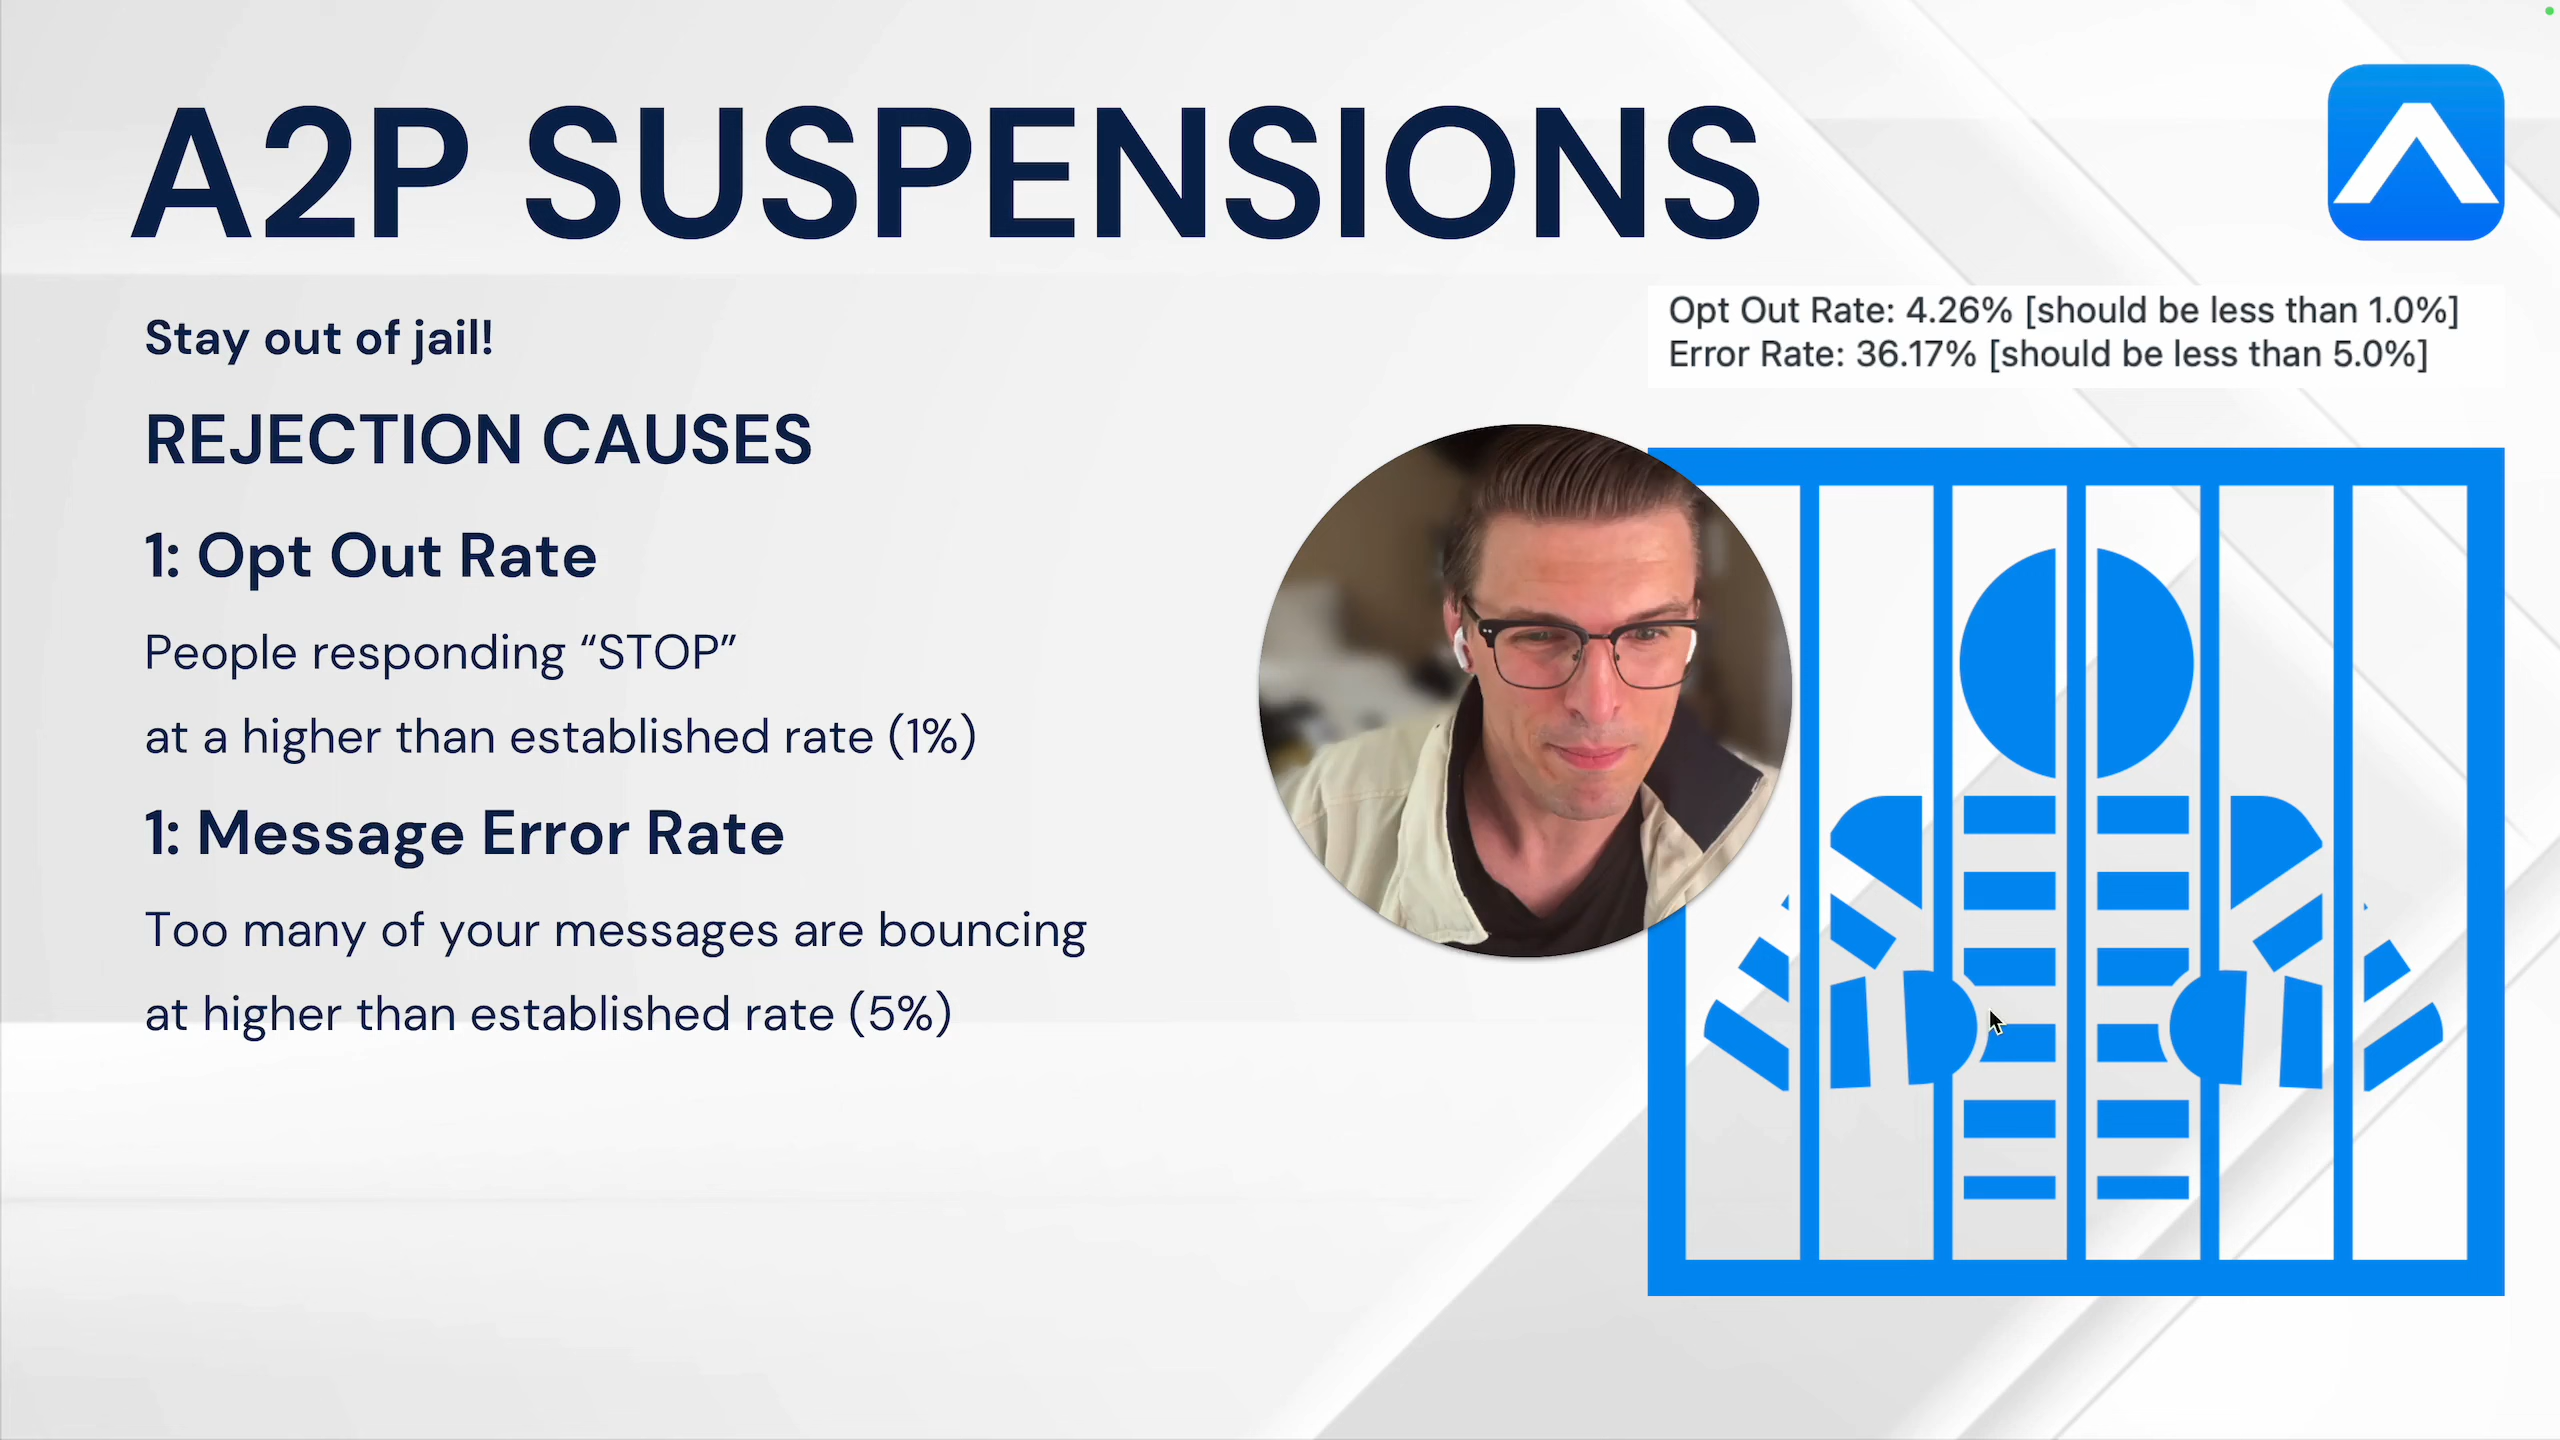 A2P SUSPENSIONS
Stay out of jail!
REJECTION CAUSES
1: Opt Out Rate
People responding “STOP”
at a higher than established rate (1%)
1: Message Error Rate
Too many of your messages are bouncing
at higher than established rate (5%)
Opt Out Rate: 4.26% [should be less than 1.0%]
Error Rate: 36.17% [should be less than 5.0%]